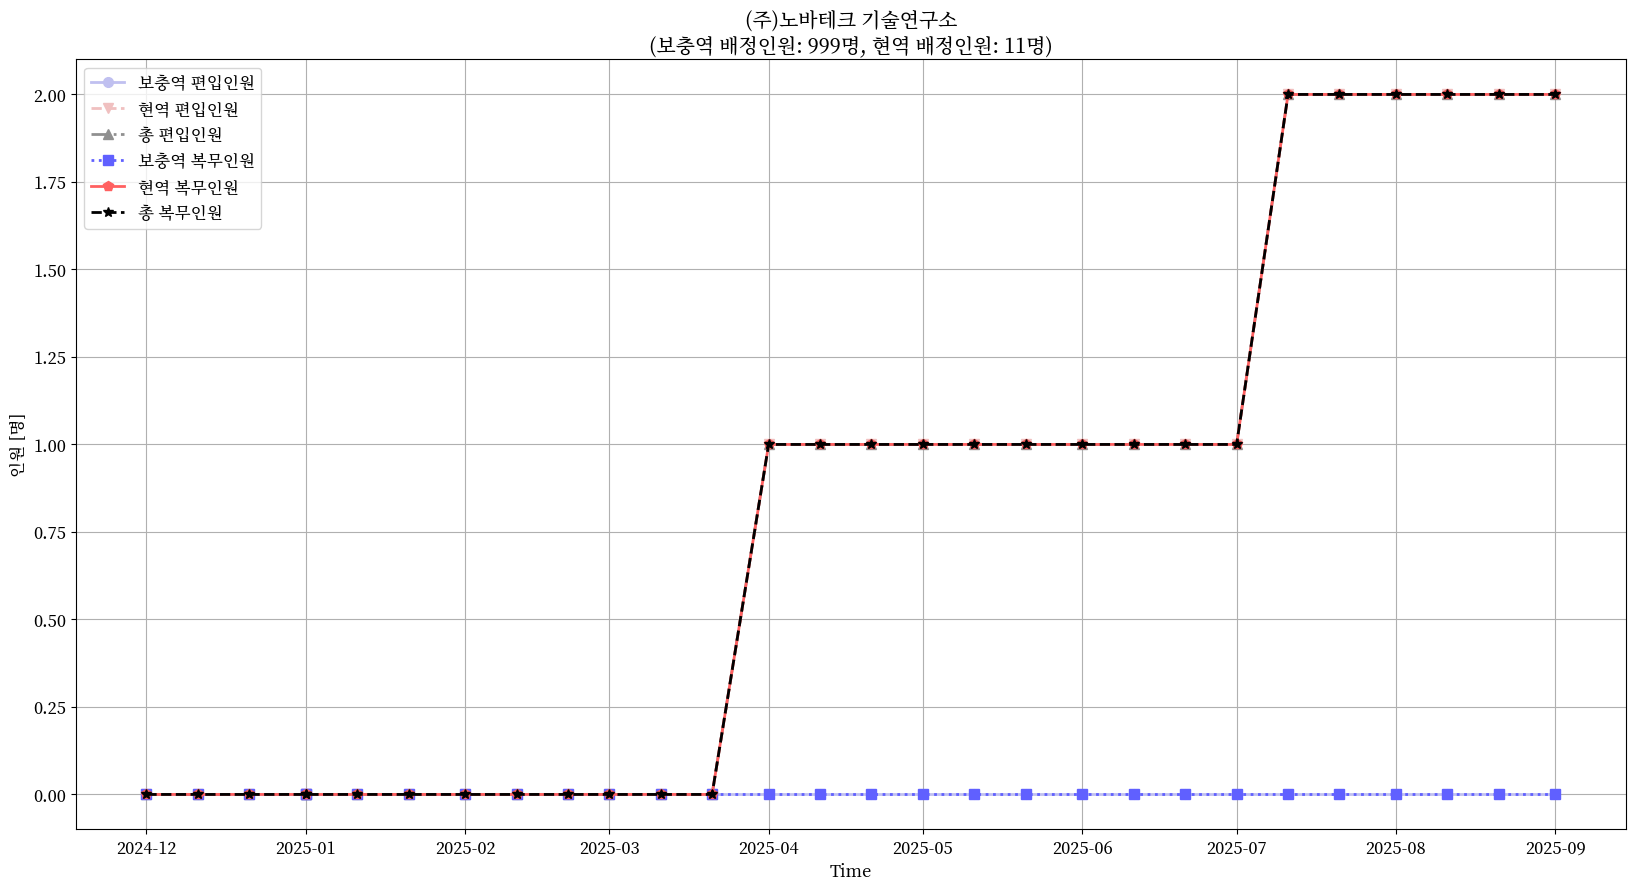 (주)노바테크 기술연구소
(보충역 배정인원: 999명, 현역 배정인원: 11명)
보충역 편입인원
현역 편입인원
총 편입인원
보충역 복무인원
현역 복무인원
총 복무인원
2.00
1.75
1.50
1.25
1.00
0.75
0.50
0.25
0.00
인원 [명]
2024-12 2025-01 2025-02 2025-03 2025-04 2025-05 2025-06 2025-07 2025-08 2025-09
Time